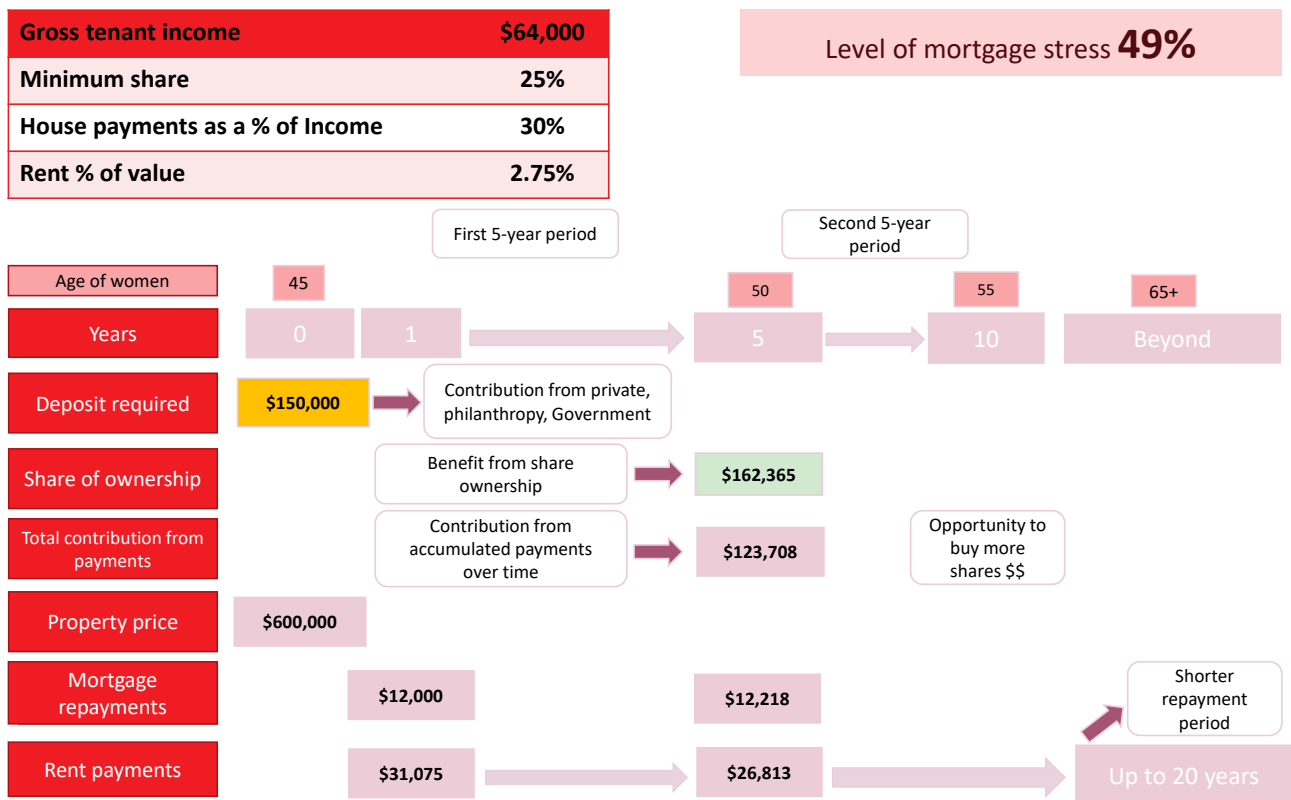 Gross tenant income $64,000
Level of mortgage stress 49%
Minimum share 25%
House payments as a % of Income 30%
Rent % of value 2.75%
First 5-year period
Second 5-year
period
Age of women 45 50 55 65+
Years 0 1 5 10 Beyond
Deposit required $150,000
Contribution from private,
philanthropy, Government
Share of ownership
Benefit from share
ownership
$162,365
Total contribution from
payments
Contribution from
accumulated payments
over time
$123,708
Opportunity to
buy more
shares $$
Property price $600,000
Mortgage
repayments
$12,000 $12,218
Shorter
repayment
period
Rent payments $31,075 $26,813 Up to 20 years